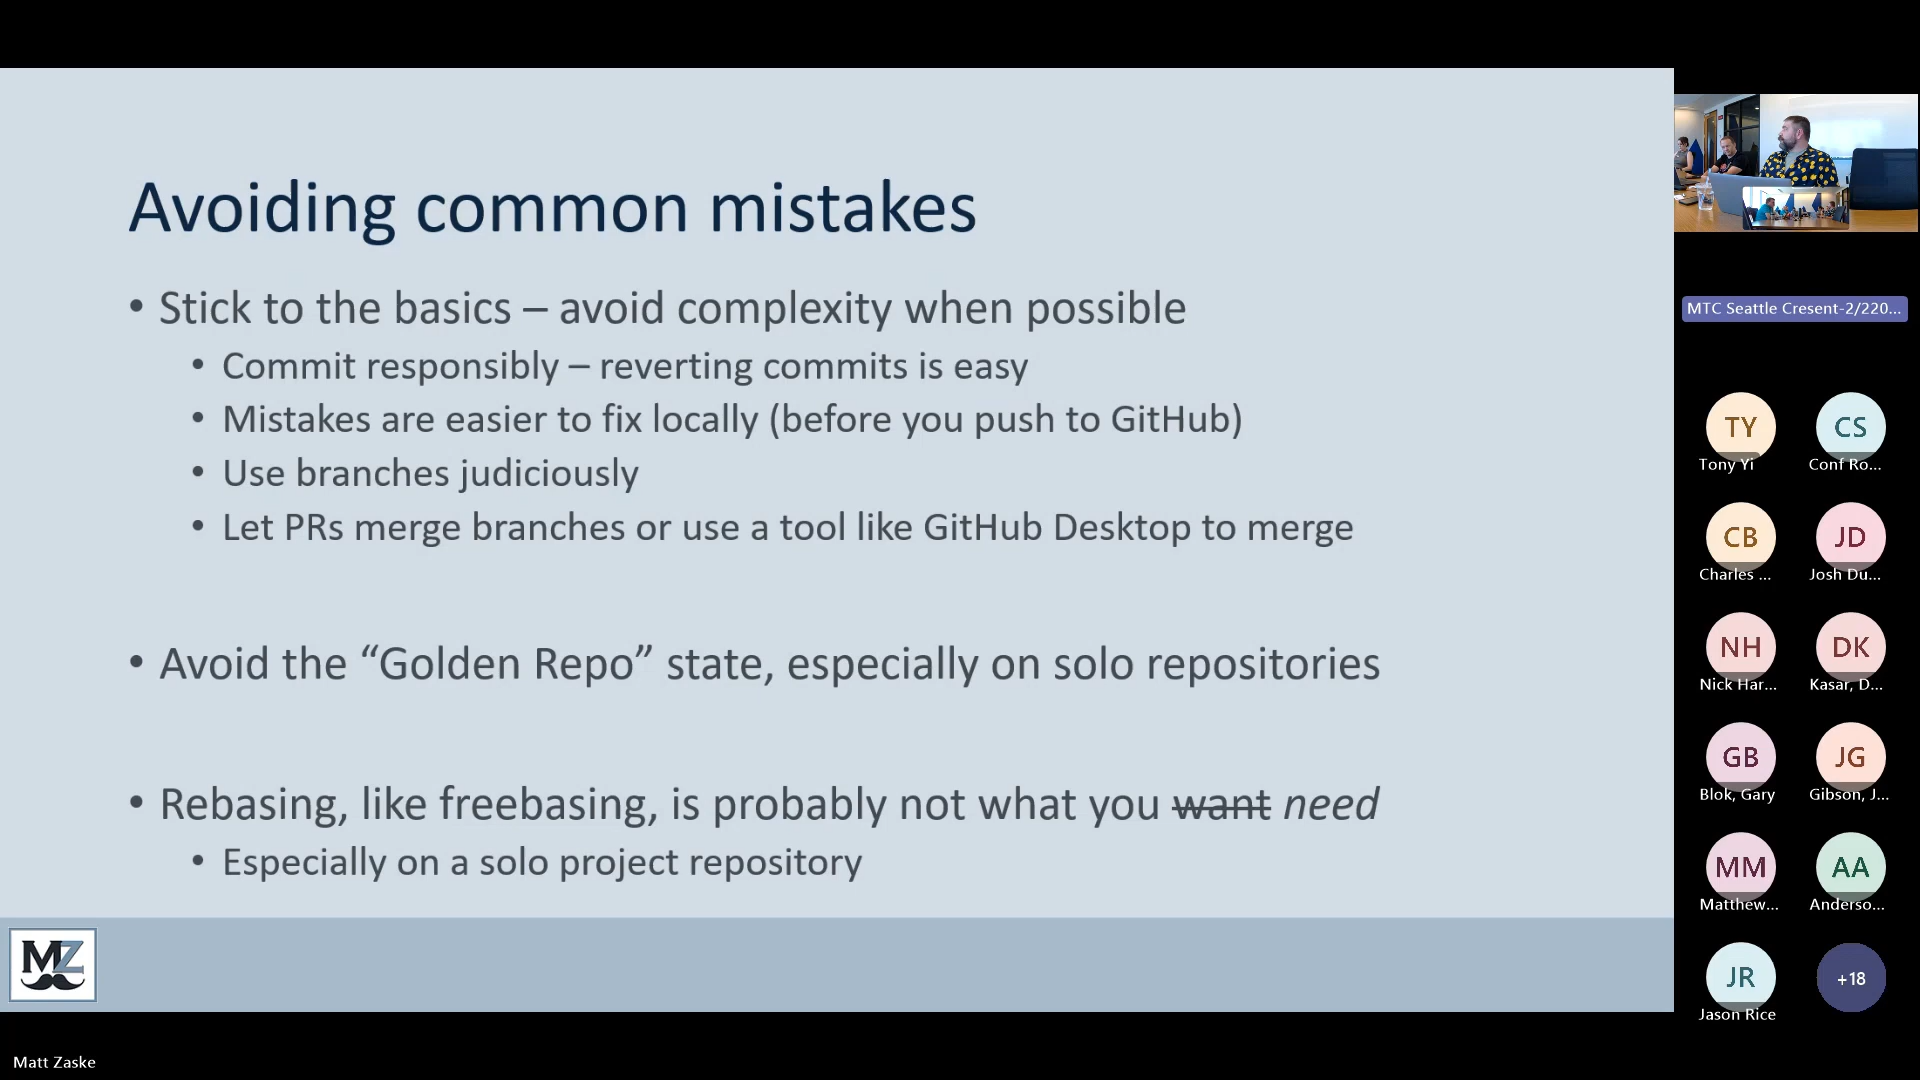 Avoiding common mistakes
• Stick to the basics – avoid complexity when possible
• Commit responsibly – reverting commits is easy
• Mistakes are easier to fix locally (before you push to GitHub)
• Use branches judiciously
• Let PRs merge branches or use a tool like GitHub Desktop to merge
• Avoid the “Golden Repo” state, especially on solo repositories
• Rebasing, like freebasing, is probably not what you want need
• Especially on a solo project repository
MZ
Matt Zaske
MTC Seattle Cresent-2/220...
TY
Tony Yi
CS
Conf Ro...
CB
Charles ...
JD
Josh Du...
NH
Nick Har...
DK
Kasar, D...
GB
Blok, Gary
JG
Gibson, J...
MM
Matthew...
AA
Anderso...
JR
Jason Rice
+18